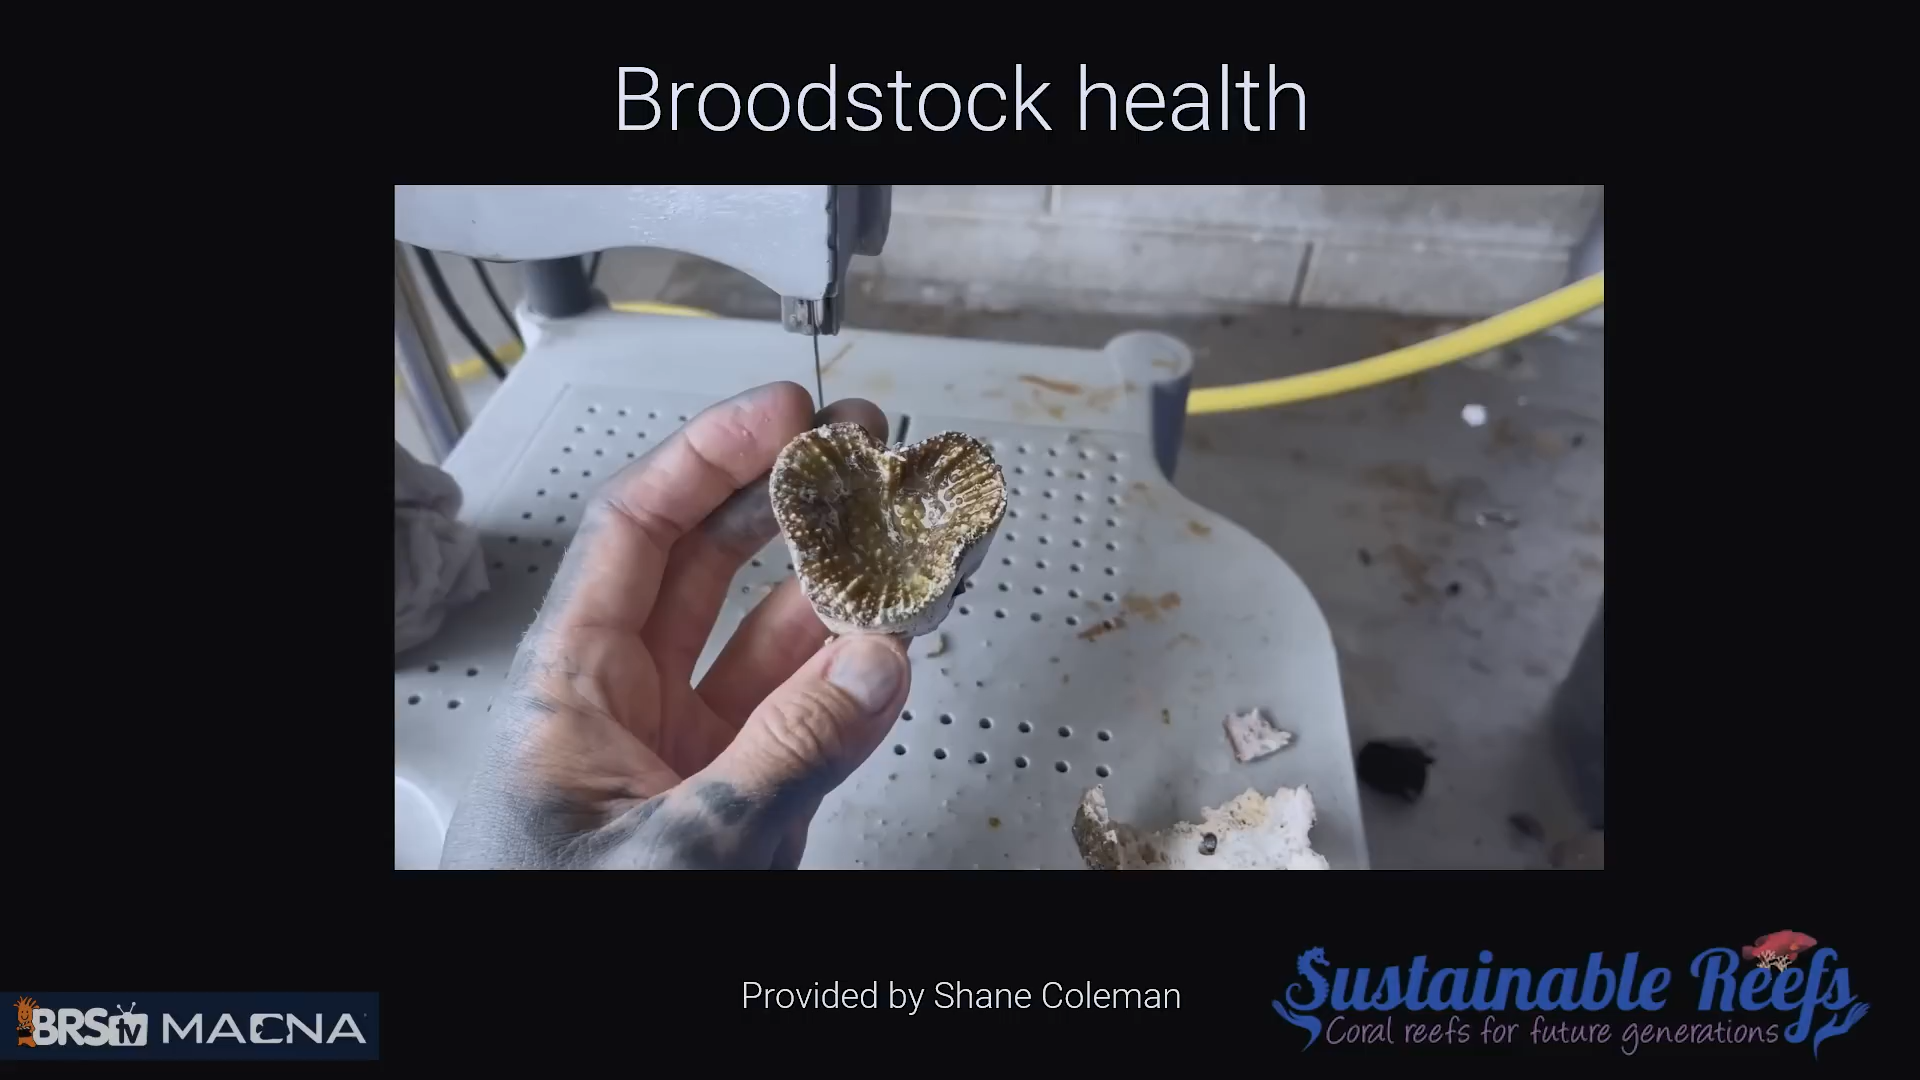 Broodstock health
Provided by Shane Coleman
BRS tv MACNA
Sustainable Reefs
Coral reefs for future generations